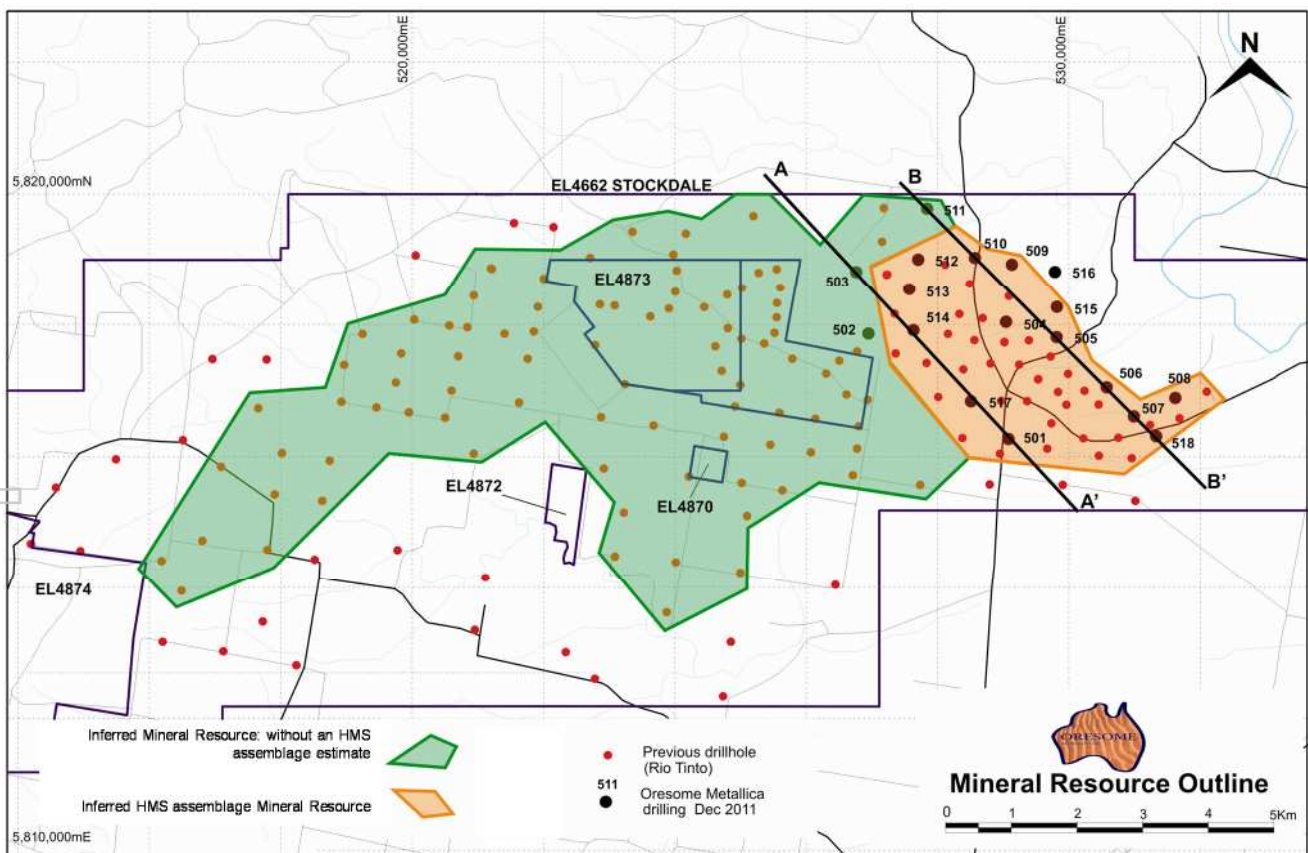 520,000mE
530,000mE
N
5,820,000mN
EL4662 STOCKDALE
A
B
511
510
509
512
516
EL4873
503
513
515
514
504
502
505
506
508
517
507
501
518
B'
A'
EL4872
EL4870
EL4874
Inferred Mineral Resource: without an HMS
assemblage estimate
Inferred HMS assemblage Mineral Resource
Previous drillhole
(Rio Tinto)
511
Oresome Metallica
drilling Dec 2011
ORESOME
Mineral Resource Outline
0 1 2 3 4 5Km
5,810,000mE